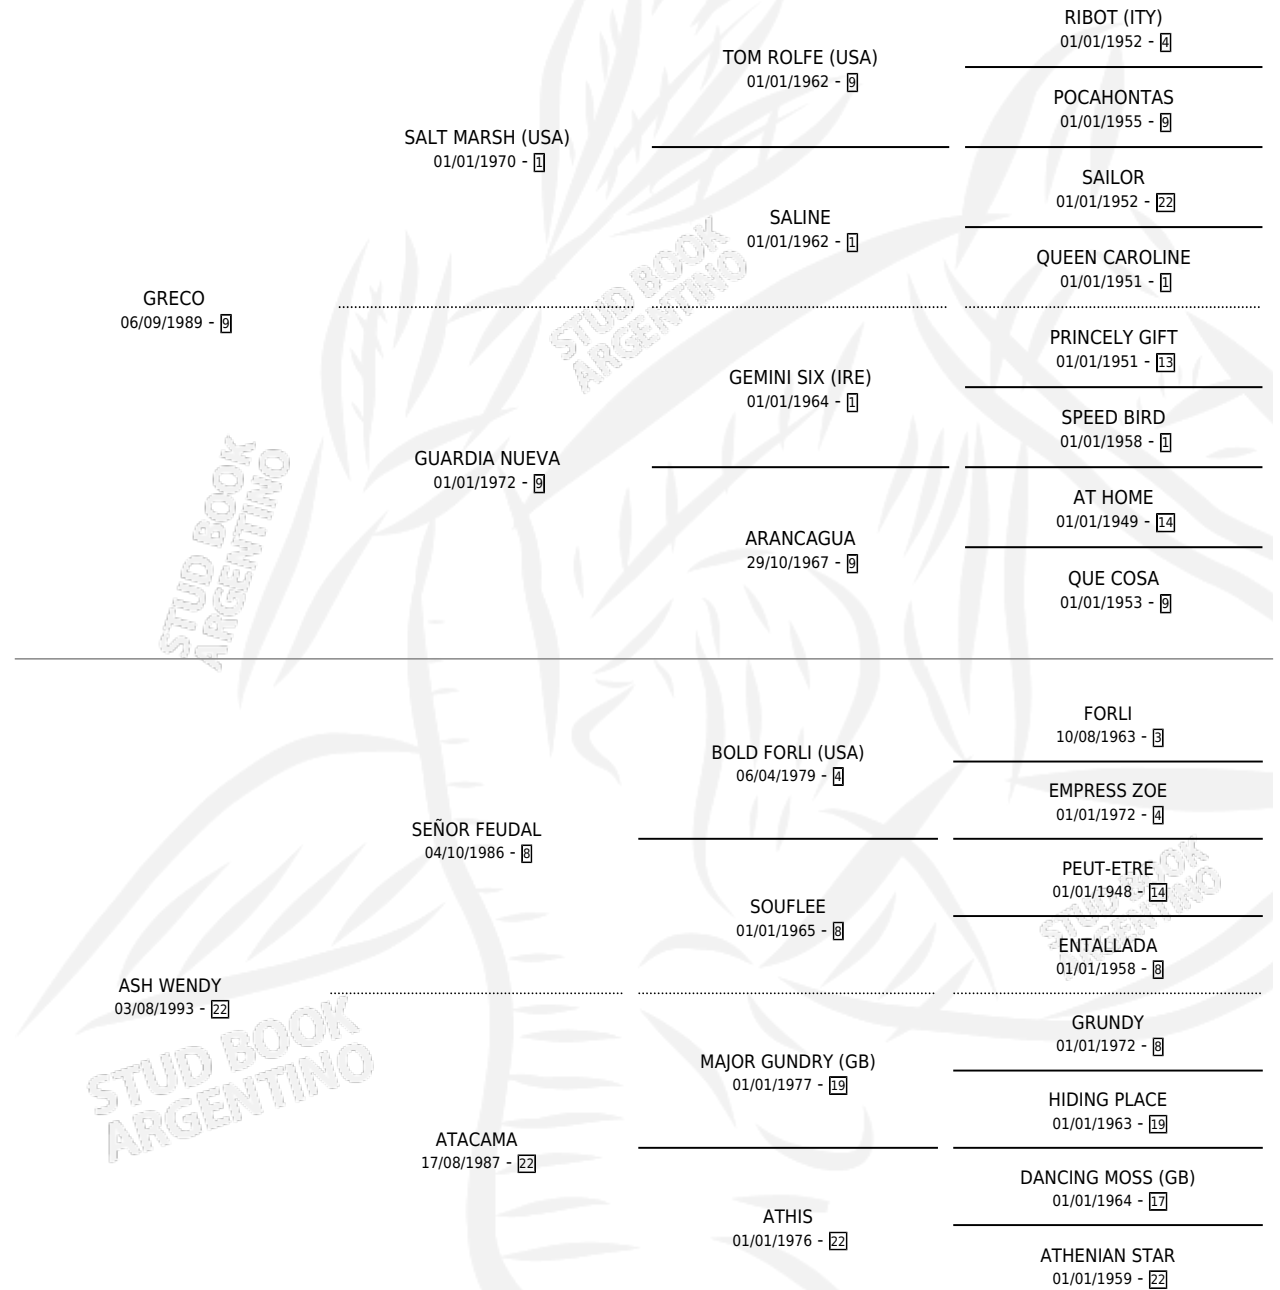 RIBOT (ITY)
01/01/1952 - 4
TOM ROLFE (USA)
01/01/1962 - 9
POCAHONTAS
01/01/1955 - 9
SALT MARSH (USA)
01/01/1970 - 1
SAILOR
01/01/1952 - 22
SALINE
01/01/1962 - 1
QUEEN CAROLINE
01/01/1951 - 1
GRECO
06/09/1989 - 9
STUD BOOK
ARGENTINO
PRINCELY GIFT
01/01/1951 - 13
GEMINI SIX (IRE)
01/01/1964 - 1
SPEED BIRD
01/01/1958 - 1
GUARDIA NUEVA
01/01/1972 - 9
AT HOME
01/01/1949 - 14
ARANCAGUA
29/10/1967 - 9
QUE COSA
01/01/1953 - 9
STUD BOOK
ARGENTINO
FORLI
10/08/1963 - 3
BOLD FORLI (USA)
06/04/1979 - 4
EMPRESS ZOE
01/01/1972 - 4
SEÑOR FEUDAL
04/10/1986 - 8
PEUT-ETRE
01/01/1948 - 14
SOUFLEE
01/01/1965 - 8
STUD BOOK
ARGENTINO
ENTALLADA
01/01/1958 - 8
ASH WENDY
03/08/1993 - 22
STUD BOOK
ARGENTINO
GRUNDY
01/01/1972 - 8
MAJOR GUNDRY (GB)
01/01/1977 - 19
HIDING PLACE
01/01/1963 - 19
ATACAMA
17/08/1987 - 22
DANCING MOSS (GB)
01/01/1964 - 17
ATHIS
01/01/1976 - 22
ATHENIAN STAR
01/01/1959 - 22